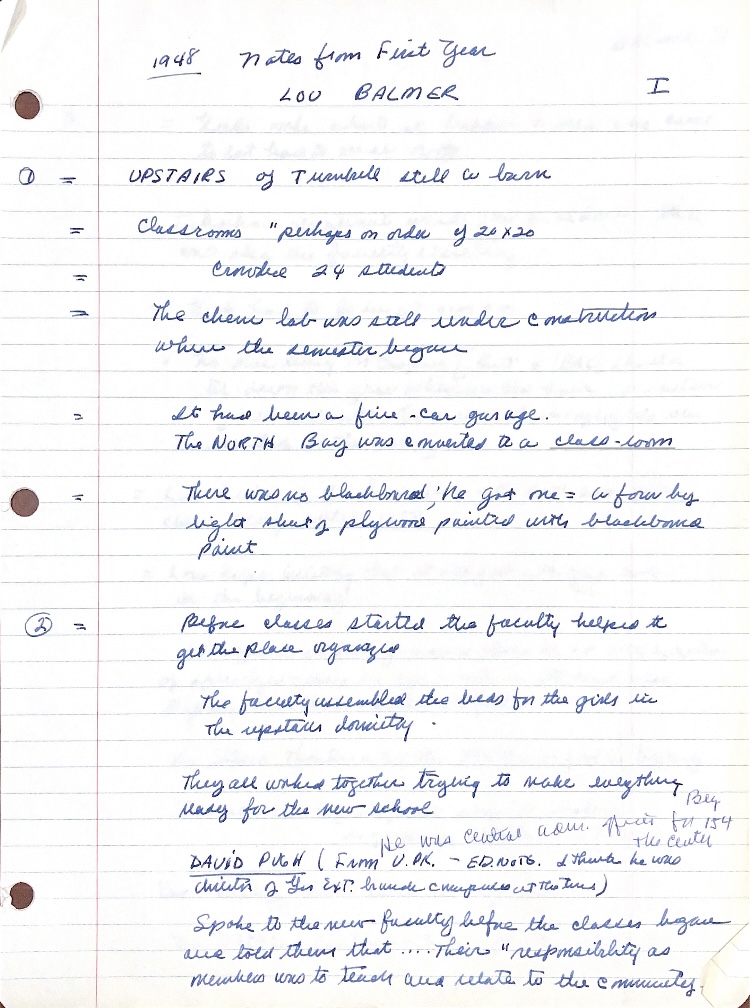 1948 Notes from First Year
LOU BALMER
I
① = UPSTAIRS of Turnbull still a barn
= Classrooms "perhaps on order of 20x20
= Crowded 24 students
= The chem lab was still under construction
when the semester began
= It had been a five-car garage.
The NORTH Bay was converted to a class-room
= There was no blackboard; he got one = a four by
eight sheet of plywood painted with blackboard
paint
② = Before classes started the faculty helped to
get the place organized
The faculty assembled the beds for the girls in
the upstairs dormitory.
They all worked together trying to make everything
ready for the new school
He was central adm. for Beg
154
the center
DAVID PUGH (From U.PK. - ED NOTE. I think he was
director of Gen EXT. branch campuses at the time)
Spoke to the new faculty before the classes began
and told them that .... Their "responsibility as
members was to teach and relate to the community.